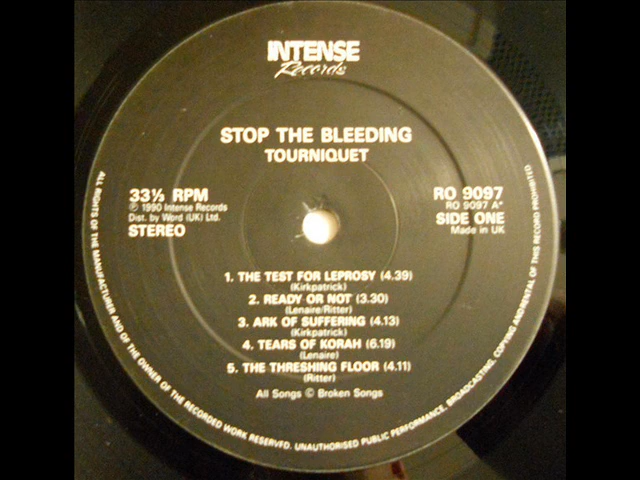 INTENSE
Records
STOP THE BLEEDING
TOURNIQUET
33⅓ RPM
℗ 1990 Intense Records
Dist. by Word (UK) Ltd.
STEREO
RO 9097
RO 9097 A*
SIDE ONE
Made in UK
1. THE TEST FOR LEPROSY (4.39)
(Kirkpatrick)
2. READY OR NOT (3.30)
(Lenaire/Ritter)
3. ARK OF SUFFERING (4.13)
(Kirkpatrick)
4. TEARS OF KORAH (6.19)
(Lenaire)
5. THE THRESHING FLOOR (4.11)
(Ritter)
All Songs © Broken Songs
ALL RIGHTS OF THE MANUFACTURER AND OF THE OWNER OF THE RECORDED WORK RESERVED. UNAUTHORISED PUBLIC PERFORMANCE, BROADCASTING, COPYING AND RENTAL OF THIS RECORD PROHIBITED